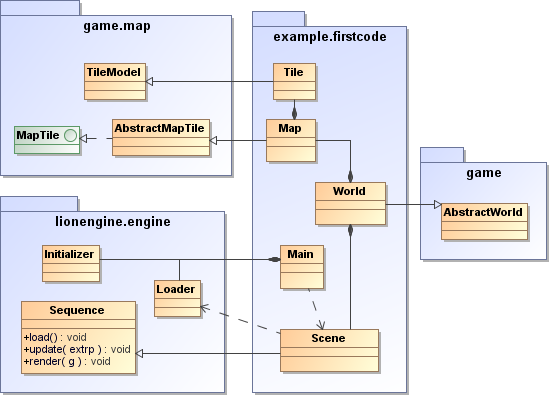 game.map
example.firstcode
TileModel
Tile
MapTile
AbstractMapTile
Map
game
World
AbstractWorld
lionengine.engine
Initializer
Main
Loader
Sequence
+load() : void
+update( extrp ) : void
+render( g ) : void
Scene